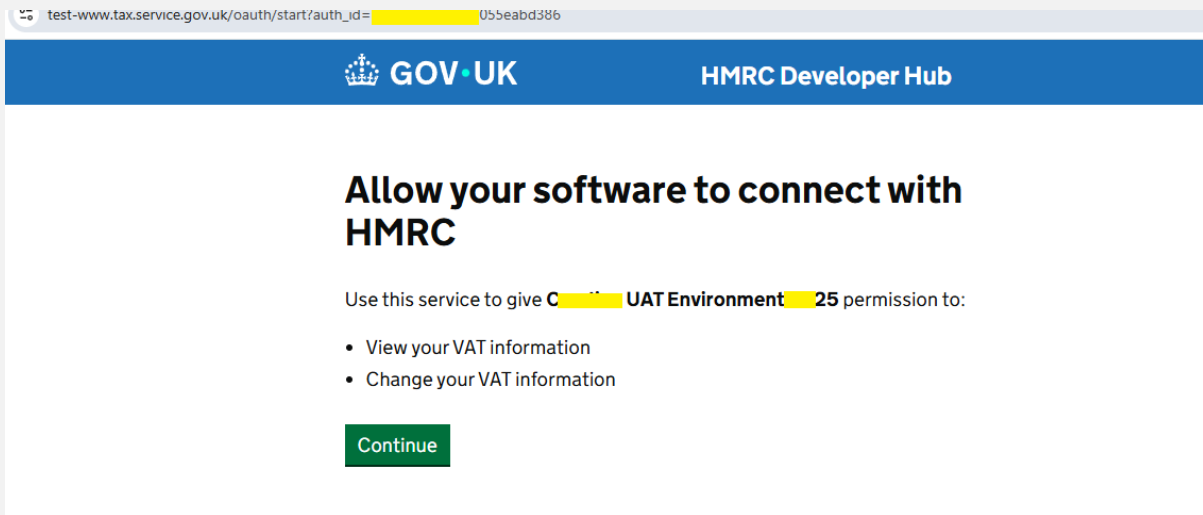 test-www.tax.service.gov.uk/oauth/start?auth_id= 055eabd386
GOV·UK HMRC Developer Hub
Allow your software to connect with
HMRC
Use this service to give C UAT Environment 25 permission to:
• View your VAT information
• Change your VAT information
Continue